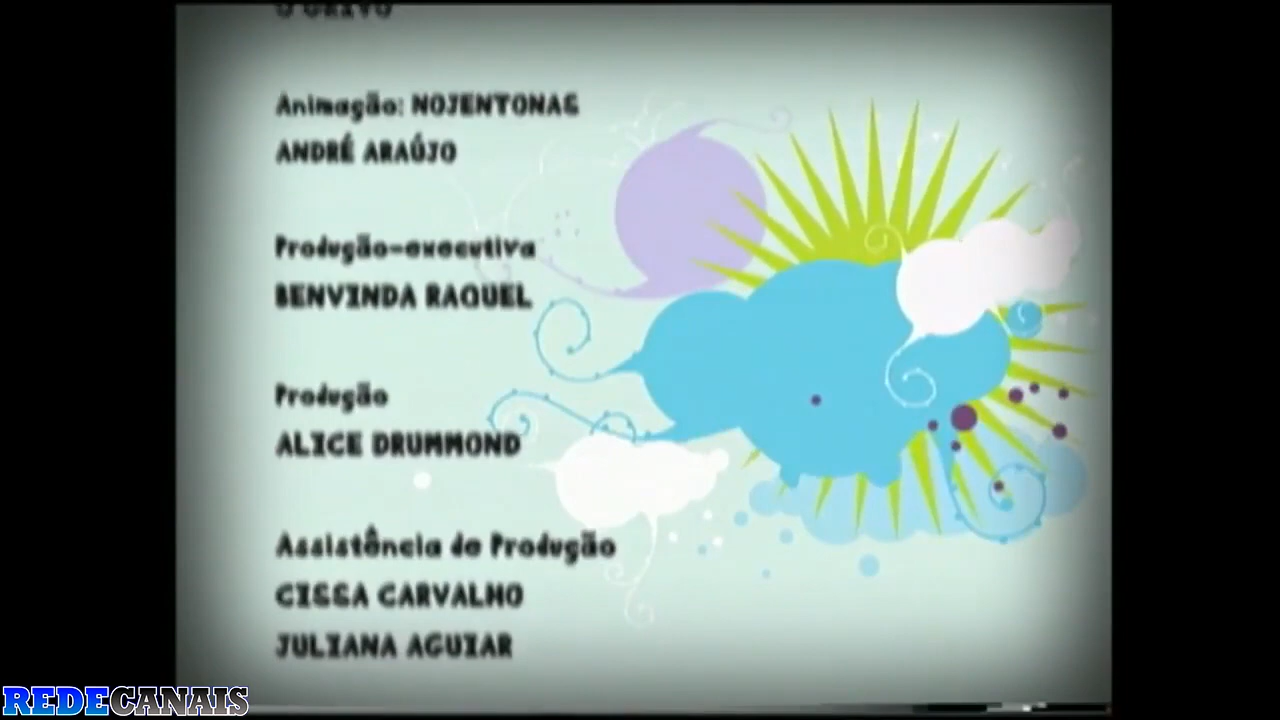 O GRIVO
Animação: NOJENTONAS
ANDRÉ ARAÚJO
Produção-executiva
BENVINDA RAQUEL
Produção
ALICE DRUMMOND
Assistência de Produção
CISSA CARVALHO
JULIANA AGUIAR
REDECANAIS